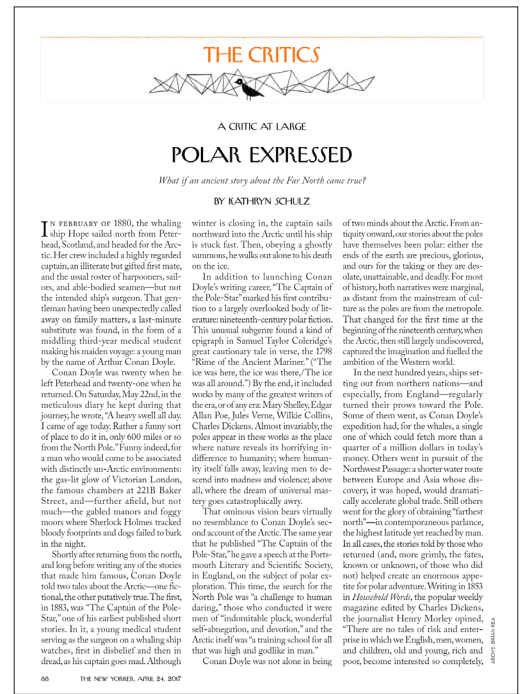 THE CRITICS
A CRITIC AT LARGE
POLAR EXPRESSED
What if an ancient story about the Far North came true?
BY KATHRYN SCHULZ
IN FEBRUARY OF 1880, the whaling
ship Hope sailed north from Peter-
head, Scotland, and headed for the Arc-
tic. Her crew included a highly regarded
captain, an illiterate but gifted first mate,
and the usual roster of harpooners, sail-
ors, and able-bodied seamen—but not
the intended ship's surgeon. That gen-
tleman having been unexpectedly called
away on family matters, a last-minute
substitute was found, in the form of a
middling third-year medical student
making his maiden voyage: a young man
by the name of Arthur Conan Doyle.
Conan Doyle was twenty when he
left Peterhead and twenty-one when he
returned. On Saturday, May 22nd, in the
meticulous diary he kept during that
journey, he wrote, "A heavy swell all day.
I came of age today. Rather a funny sort
of place to do it in, only 600 miles or so
from the North Pole." Funny indeed, for
a man who would come to be associated
with distinctly un-Arctic environments:
the gas-lit glow of Victorian London,
the famous chambers at 221B Baker
Street, and—further afield, but not
much—the gabled manors and foggy
moors where Sherlock Holmes tracked
bloody footprints and dogs failed to bark
in the night.
Shortly after returning from the north,
and long before writing any of the stories
that made him famous, Conan Doyle
told two tales about the Arctic—one fic-
tional, the other putatively true. The first,
in 1883, was "The Captain of the Pole-
Star," one of his earliest published short
stories. In it, a young medical student
serving as the surgeon on a whaling ship
watches, first in disbelief and then in
dread, as his captain goes mad. Although
winter is closing in, the captain sails
northward into the Arctic until his ship
is stuck fast. Then, obeying a ghostly
summons, he walks out alone to his death
on the ice.
In addition to launching Conan
Doyle's writing career, "The Captain of
the Pole-Star" marked his first contribu-
tion to a largely overlooked body of lit-
erature: nineteenth-century polar fiction.
This unusual subgenre found a kind of
epigraph in Samuel Taylor Coleridge's
great cautionary tale in verse, the 1798
"Rime of the Ancient Mariner." ("The
ice was here, the ice was there,/The ice
was all around.") By the end, it included
works by many of the greatest writers of
the era, or of any era: Mary Shelley, Edgar
Allan Poe, Jules Verne, Wilkie Collins,
Charles Dickens. Almost invariably, the
poles appear in these works as the place
where nature reveals its horrifying in-
difference to humanity; where human-
ity itself falls away, leaving men to de-
scend into madness and violence; above
all, where the dream of universal mas-
tery goes catastrophically awry.
That ominous vision bears virtually
no resemblance to Conan Doyle's sec-
ond account of the Arctic. The same year
that he published "The Captain of the
Pole-Star," he gave a speech at the Ports-
mouth Literary and Scientific Society,
in England, on the subject of polar ex-
ploration. This time, the search for the
North Pole was "a challenge to human
daring," those who conducted it were
men of "indomitable pluck, wonderful
self-abnegation, and devotion," and the
Arctic itself was "a training school for all
that was high and godlike in man."
Conan Doyle was not alone in being
of two minds about the Arctic. From an-
tiquity onward, our stories about the poles
have themselves been polar: either the
ends of the earth are precious, glorious,
and ours for the taking or they are des-
olate, unattainable, and deadly. For most
of history, both narratives were marginal,
as distant from the mainstream of cul-
ture as the poles are from the metropole.
That changed for the first time at the
beginning of the nineteenth century, when
the Arctic, then still largely undiscovered,
captured the imagination and fuelled the
ambition of the Western world.
In the next hundred years, ships set-
ting out from northern nations—and
especially, from England—regularly
turned their prows toward the Pole.
Some of them went, as Conan Doyle's
expedition had, for the whales, a single
one of which could fetch more than a
quarter of a million dollars in today's
money. Others went in pursuit of the
Northwest Passage: a shorter water route
between Europe and Asia whose dis-
covery, it was hoped, would dramati-
cally accelerate global trade. Still others
went for the glory of obtaining "farthest
north"—in contemporaneous parlance,
the highest latitude yet reached by man.
In all cases, the stories told by those who
returned (and, more grimly, the fates,
known or unknown, of those who did
not) helped create an enormous appe-
tite for polar adventure. Writing in 1853
in Household Words, the popular weekly
magazine edited by Charles Dickens,
the journalist Henry Morley opined,
"There are no tales of risk and enter-
prise in which we English, men, women,
and children, old and young, rich and
poor, become interested so completely,
ABOVE: BRIAN REA
88 THE NEW YORKER, APRIL 24, 2017